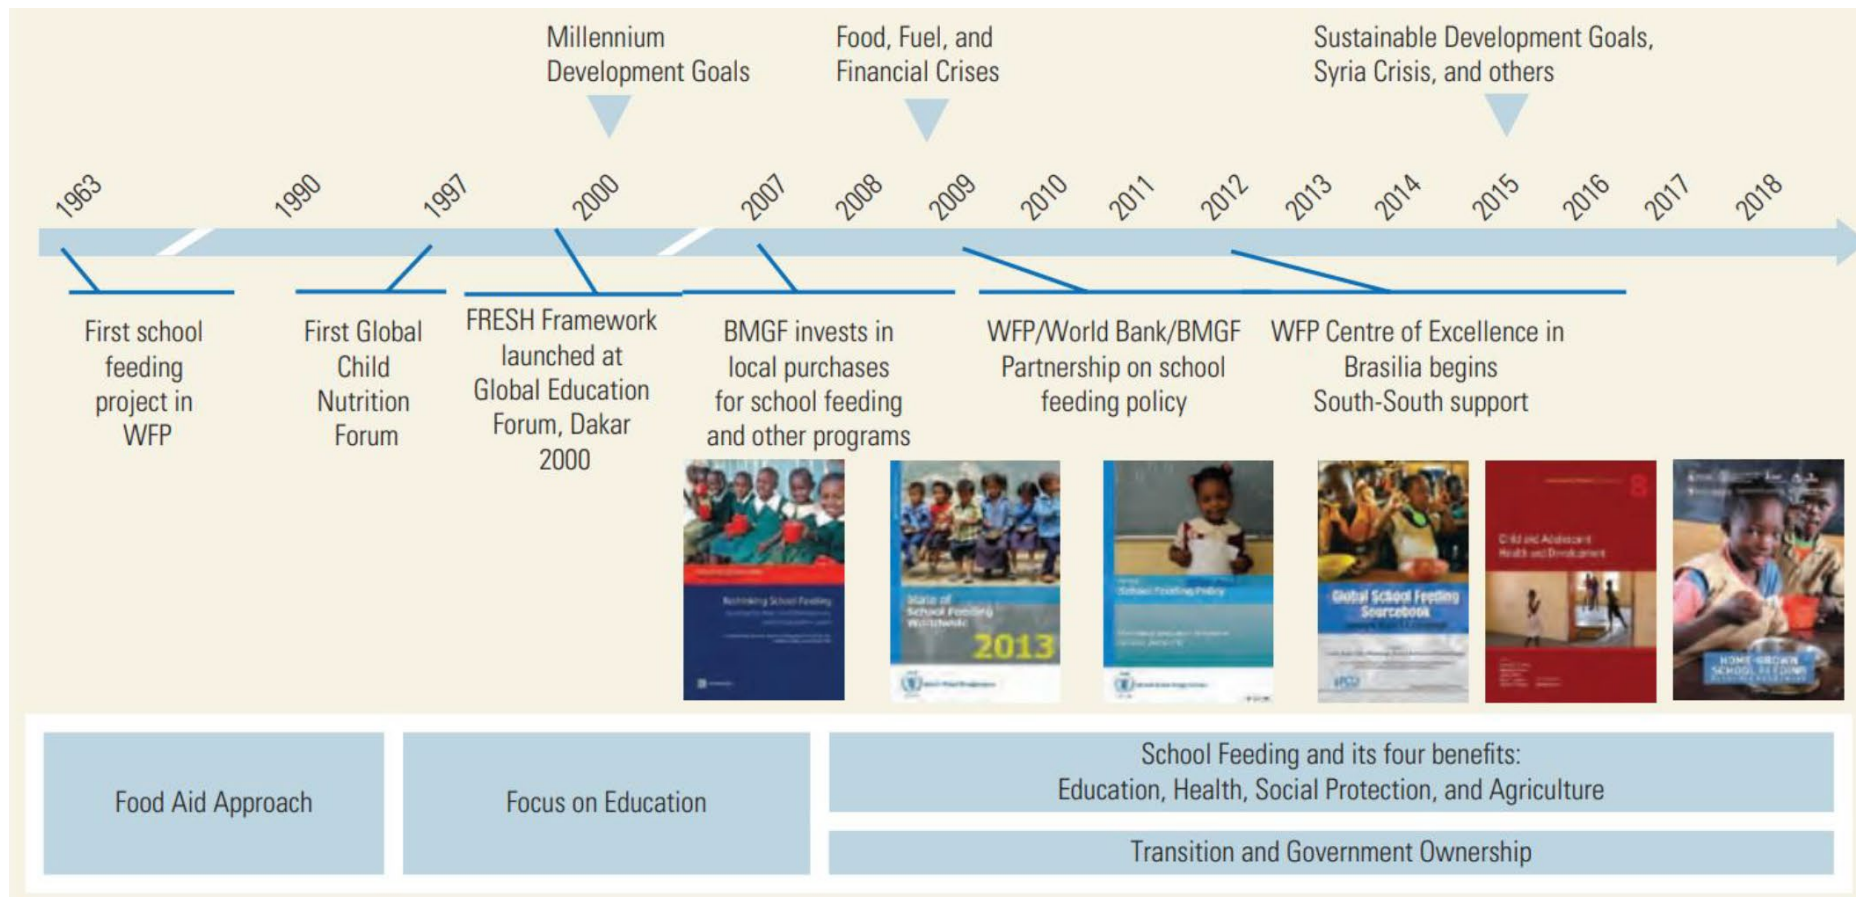 Millennium
Development Goals
Food, Fuel, and
Financial Crises
Sustainable Development Goals,
Syria Crisis, and others
1963
1990
1997
2000
2007
2008
2009
2010
2011
2012
2013
2014
2015
2016
2017
2018
First school
feeding
project in
WFP
First Global
Child
Nutrition
Forum
FRESH Framework
launched at
Global Education
Forum, Dakar
2000
BMGF invests in
local purchases
for school feeding
and other programs
WFP/World Bank/BMGF
Partnership on school
feeding policy
WFP Centre of Excellence in
Brasilia begins
South-South support
Rethinking School Feeding
State of
School Feeding
Worldwide
2013
School Feeding Policy
Global School Feeding
Sourcebook
8
Child and Adolescent
Health and Development
HOME-GROWN
SCHOOL FEEDING
Food Aid Approach
Focus on Education
School Feeding and its four benefits:
Education, Health, Social Protection, and Agriculture
Transition and Government Ownership